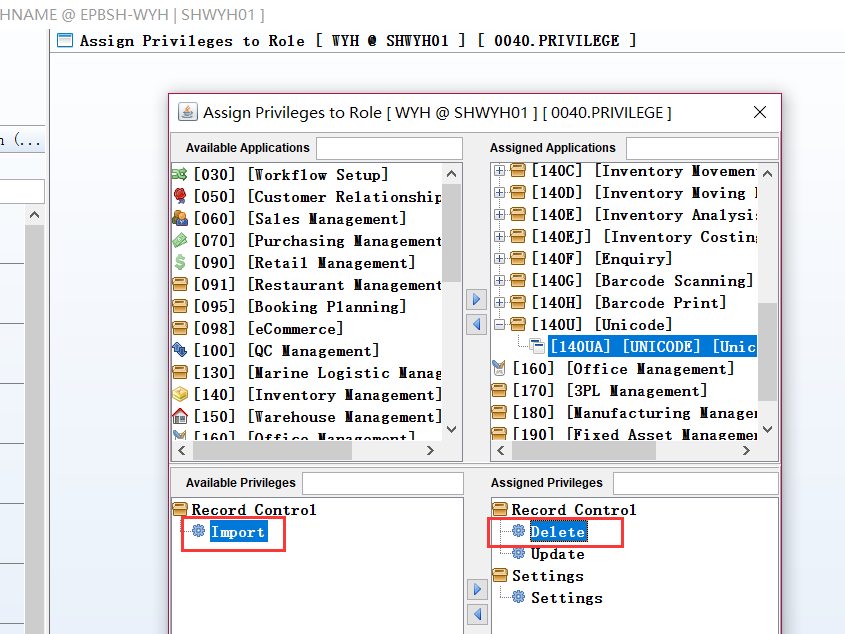 HNAME @ EPBSH-WYH | SHWYH01 ]
Assign Privileges to Role [ WYH @ SHWYH01 ] [ 0040.PRIVILEGE ]
(...
Assign Privileges to Role [ WYH @ SHWYH01 ] [ 0040.PRIVILEGE ]
Available Applications
[030] [Workflow Setup]
[050] [Customer Relationship
[060] [Sales Management]
[070] [Purchasing Management
[090] [Retail Management]
[091] [Restaurant Management
[095] [Booking Planning]
[098] [eCommerce]
[100] [QC Management]
[130] [Marine Logistic Manag
[140] [Inventory Management]
[150] [Warehouse Management]
[160] [Office Management]
Assigned Applications
[140C] [Inventory Movemen
[140D] [Inventory Moving
[140E] [Inventory Analysi
[140EJ] [Inventory Costin
[140F] [Enquiry]
[140G] [Barcode Scanning]
[140H] [Barcode Print]
[140U] [Unicode]
[140UA] [UNICODE] [Unic
[160] [Office Management]
[170] [3PL Management]
[180] [Manufacturing Manage
[190] [Fixed Asset Manageme
Available Privileges
Record Control
Import
Assigned Privileges
Record Control
Delete
Update
Settings
Settings